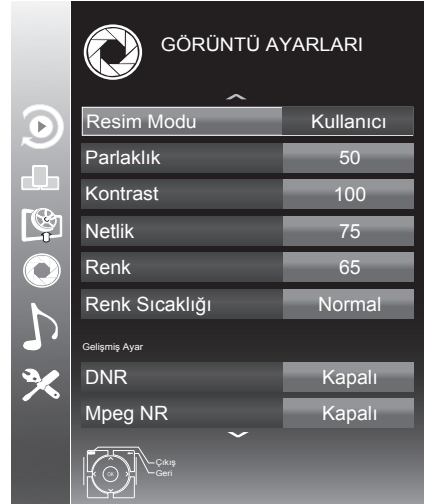 GÖRÜNTÜ AYARLARI
Resim Modu Kullanıcı
Parlaklık 50
Kontrast 100
Netlik 75
Renk 65
Renk Sıcaklığı Normal
Gelişmiş Ayar
DNR Kapalı
Mpeg NR Kapalı
Çıkış
Geri
OK